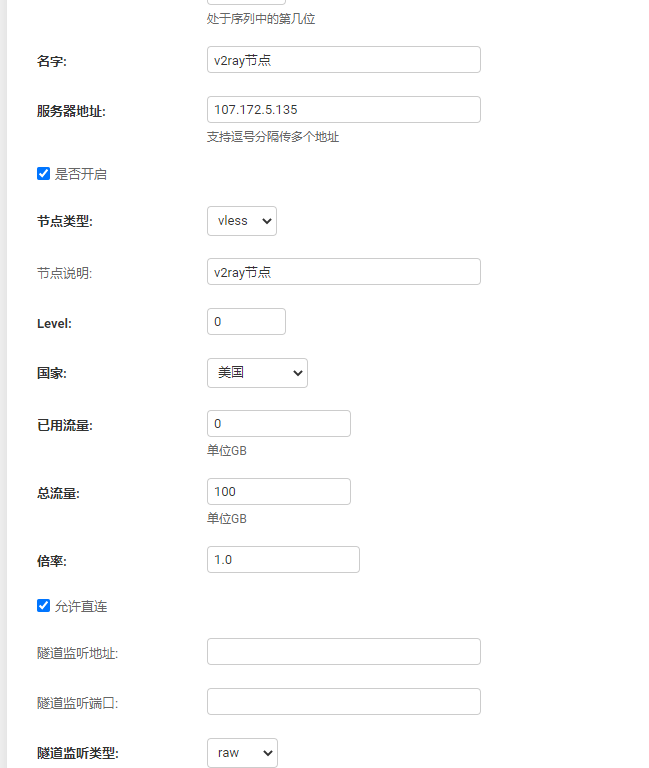 处于序列中的第几位
名字: v2ray节点
服务器地址: 107.172.5.135
支持逗号分隔传多个地址
是否开启
节点类型: vless
节点说明: v2ray节点
Level: 0
国家: 美国
已用流量: 0
单位GB
总流量: 100
单位GB
倍率: 1.0
允许直连
隧道监听地址:
隧道监听端口:
隧道监听类型: raw